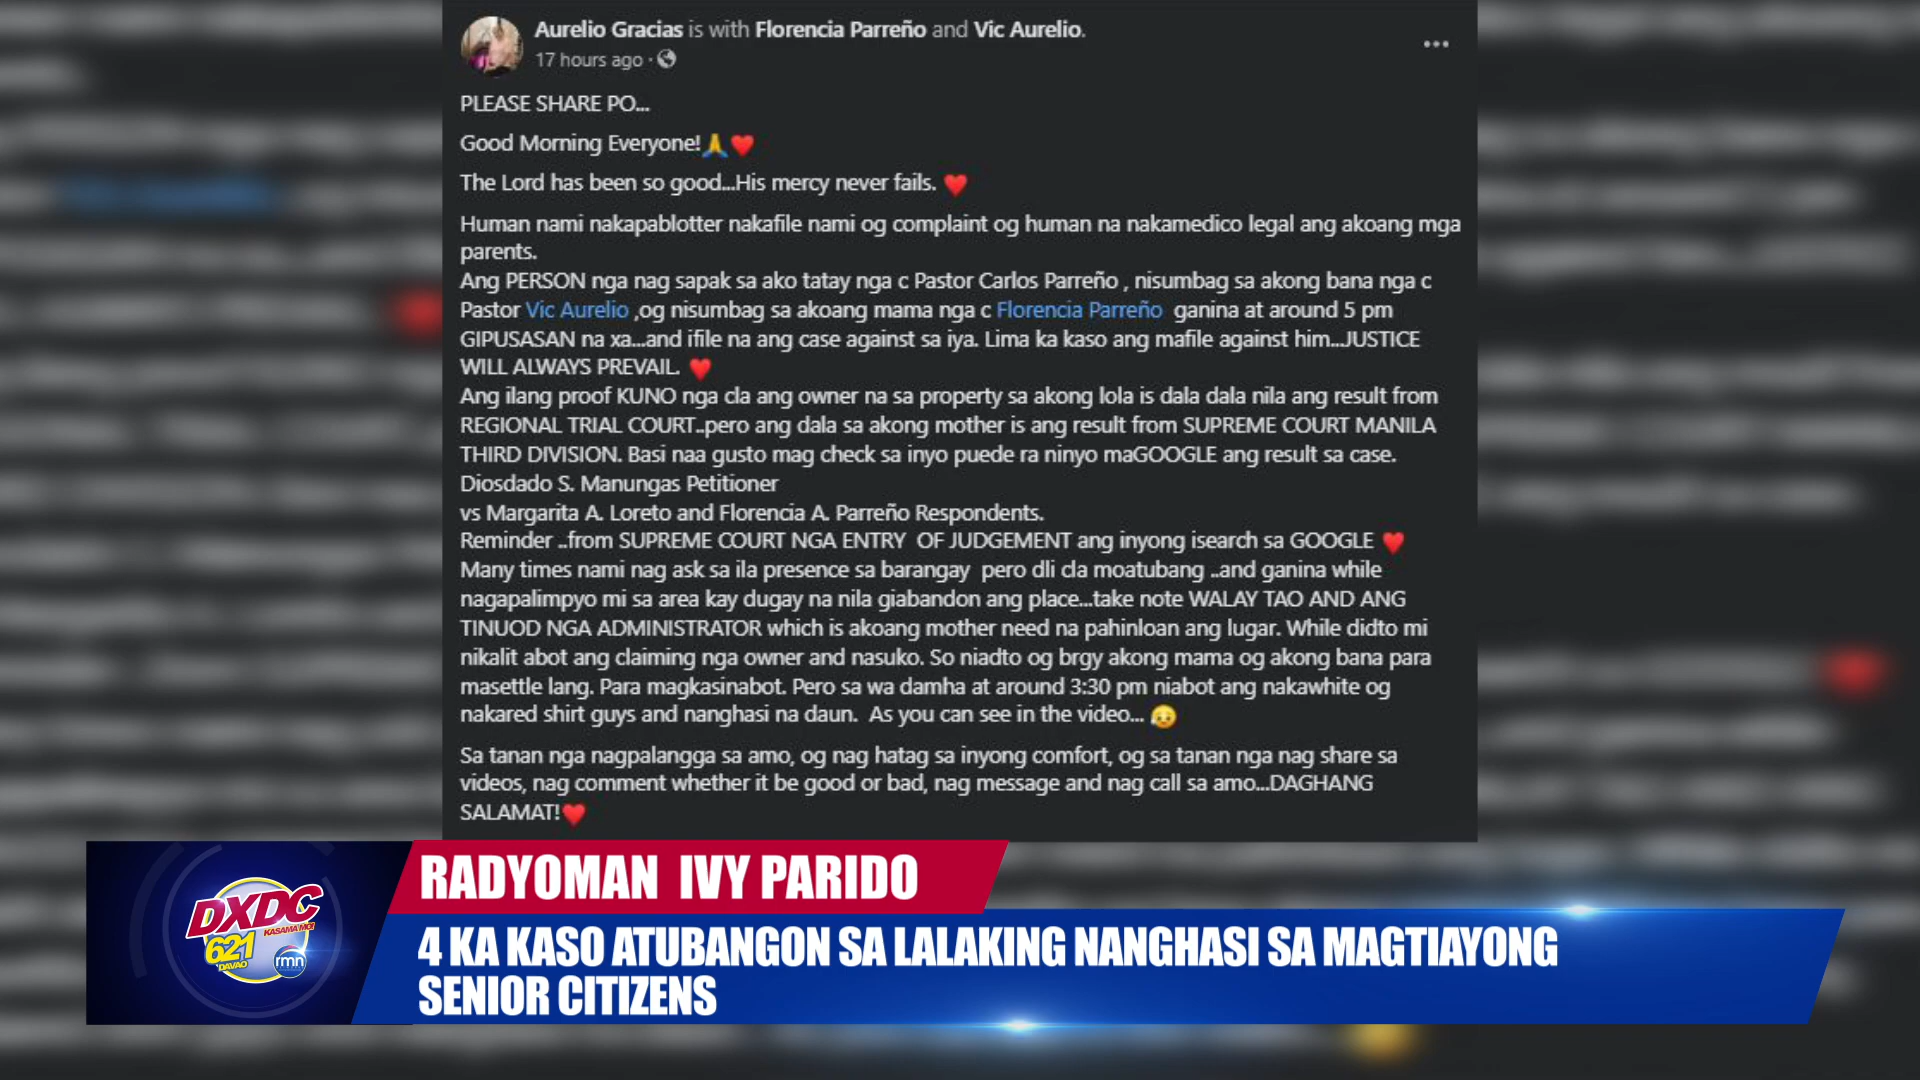 Aurelio Gracias is with Florencia Parreño and Vic Aurelio.
17 hours ago ·
PLEASE SHARE PO...
Good Morning Everyone!🙏❤️
The Lord has been so good...His mercy never fails. ❤️
Human nami nakapablotter nakafile nami og complaint og human na nakamedico legal ang akoang mga
parents.
Ang PERSON nga nag sapak sa ako tatay nga c Pastor Carlos Parreño , nisumbag sa akong bana nga c
Pastor Vic Aurelio ,og nisumbag sa akoang mama nga c Florencia Parreño ganina at around 5 pm
GIPUSASAN na xa...and ifile na ang case against sa iya. Lima ka kaso ang mafile against him...JUSTICE
WILL ALWAYS PREVAIL. ❤️
Ang ilang proof KUNO nga cla ang owner na sa property sa akong lola is dala dala nila ang result from
REGIONAL TRIAL COURT..pero ang dala sa akong mother is ang result from SUPREME COURT MANILA
THIRD DIVISION. Basi naa gusto mag check sa inyo puede ra ninyo maGOOGLE ang result sa case.
Diosdado S. Manungas Petitioner
vs Margarita A. Loreto and Florencia A. Parreño Respondents.
Reminder ..from SUPREME COURT NGA ENTRY OF JUDGEMENT ang inyong isearch sa GOOGLE ❤️
Many times nami nag ask sa ila presence sa barangay pero dli cla moatubang ..and ganina while
nagapalimpyo mi sa area kay dugay na nila giabandon ang place...take note WALAY TAO AND ANG
TINUOD NGA ADMINISTRATOR which is akoang mother need na pahinloan ang lugar. While didto mi
nikalit abot ang claiming nga owner and nasuko. So niadto og brgy akong mama og akong bana para
masettle lang. Para magkasinabot. Pero sa wa damha at around 3:30 pm niabot ang nakawhite og
nakared shirt guys and nanghasi na daun. As you can see in the video... 😥
Sa tanan nga nagpalangga sa amo, og nag hatag sa inyong comfort, og sa tanan nga nag share sa
videos, nag comment whether it be good or bad, nag message and nag call sa amo...DAGHANG
SALAMAT!❤️
DXDC
KASAMA MO!
621
DAVAO
rmn
RADYOMAN IVY PARIDO
4 KA KASO ATUBANGON SA LALAKING NANGHASI SA MAGTIAYONG
SENIOR CITIZENS